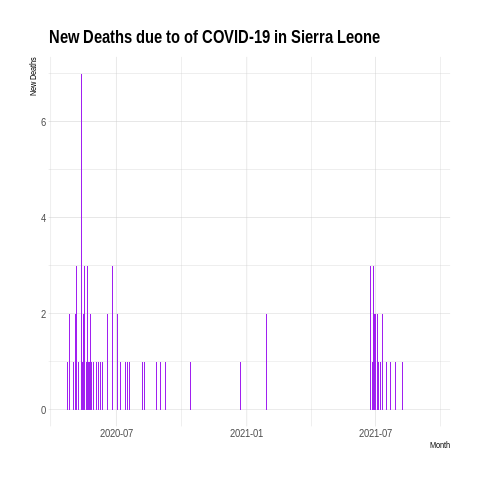 New Deaths due to of COVID-19 in Sierra Leone
New Deaths
6
4
2
0
2020-07 2021-01 2021-07
Month